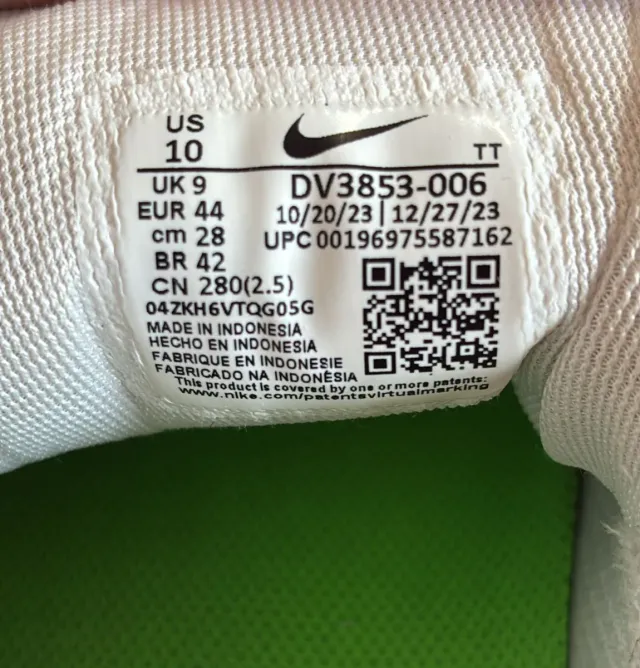 US
10
TT
UK 9
DV3853-006
EUR 44
10/20/23 | 12/27/23
cm 28
UPC 00196975587162
BR 42
CN 280(2.5)
04ZKH6VTQG05G
MADE IN INDONESIA
HECHO EN INDONESIA
FABRIQUE EN INDONESIE
FABRICADO NA INDONÉSIA
This product is covered by one or more patents:
www.nike.com/patentsvirtualmarking